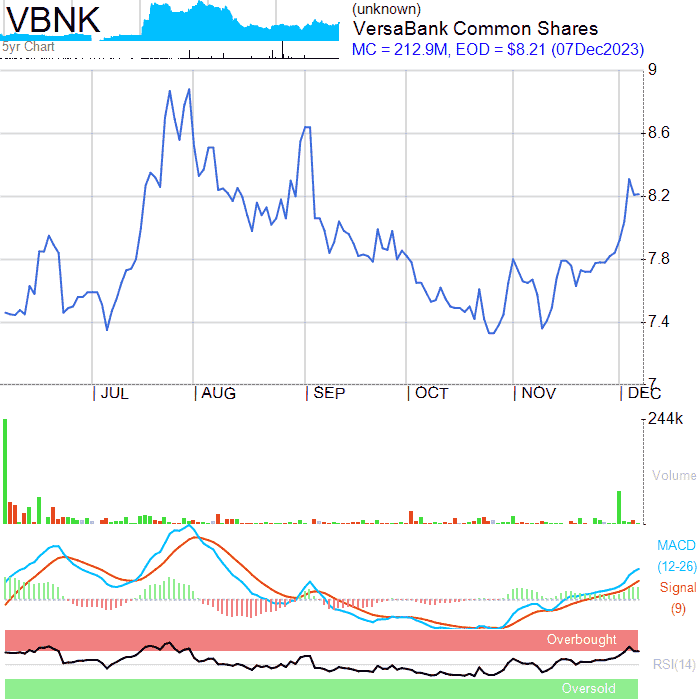 VBNK
5yr Chart
(unknown)
VersaBank Common Shares
MC = 212.9M, EOD = $8.21 (07Dec2023)
9
8.6
8.2
7.8
7.4
7
JUL AUG SEP OCT NOV DEC
244k
Volume
MACD
(12-26)
Signal
(9)
Overbought
RSI(14)
Oversold